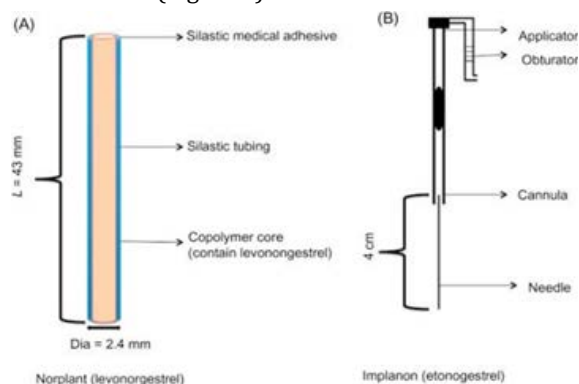 (A)
Silastic medical adhesive
L = 43 mm
Silastic tubing
Copolymer core
(contain levonongestrel)
Dia = 2.4 mm
Norplant (levonorgestrel)
(B)
Applicator
Obturator
Cannula
4 cm
Needle
Implanon (etonogestrel)